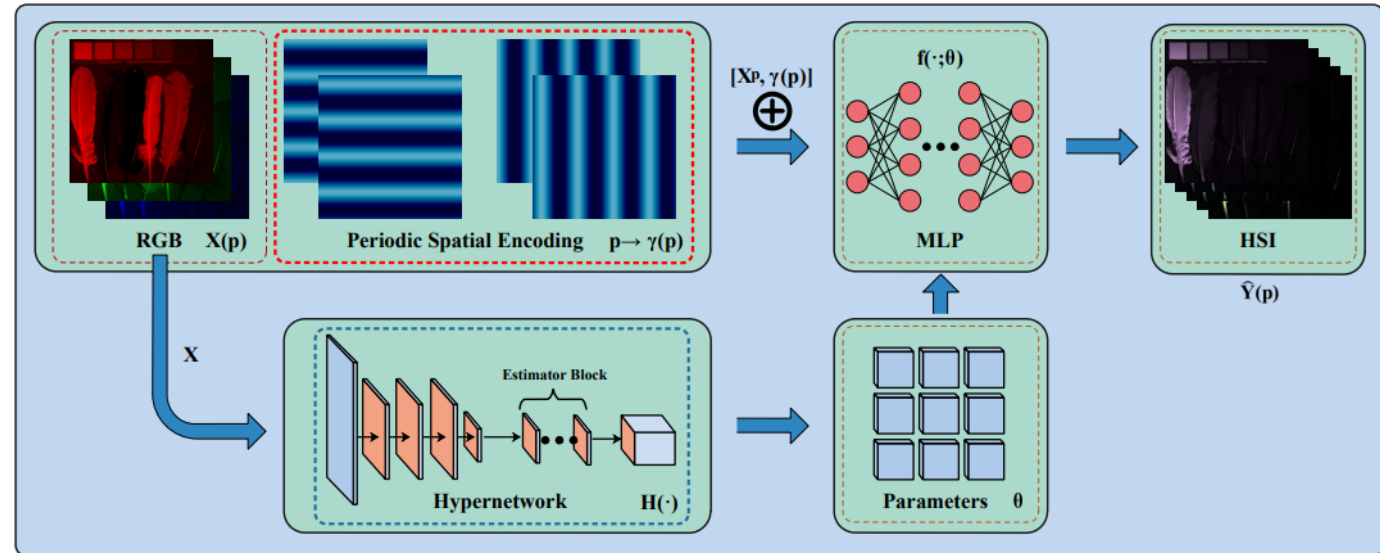 RGB X(p)
Periodic Spatial Encoding p→ γ(p)
[Xp, γ(p)]
f(·;θ)
MLP
HSI
Ŷ(p)
X
Estimator Block
Hypernetwork H(·)
Parameters θ